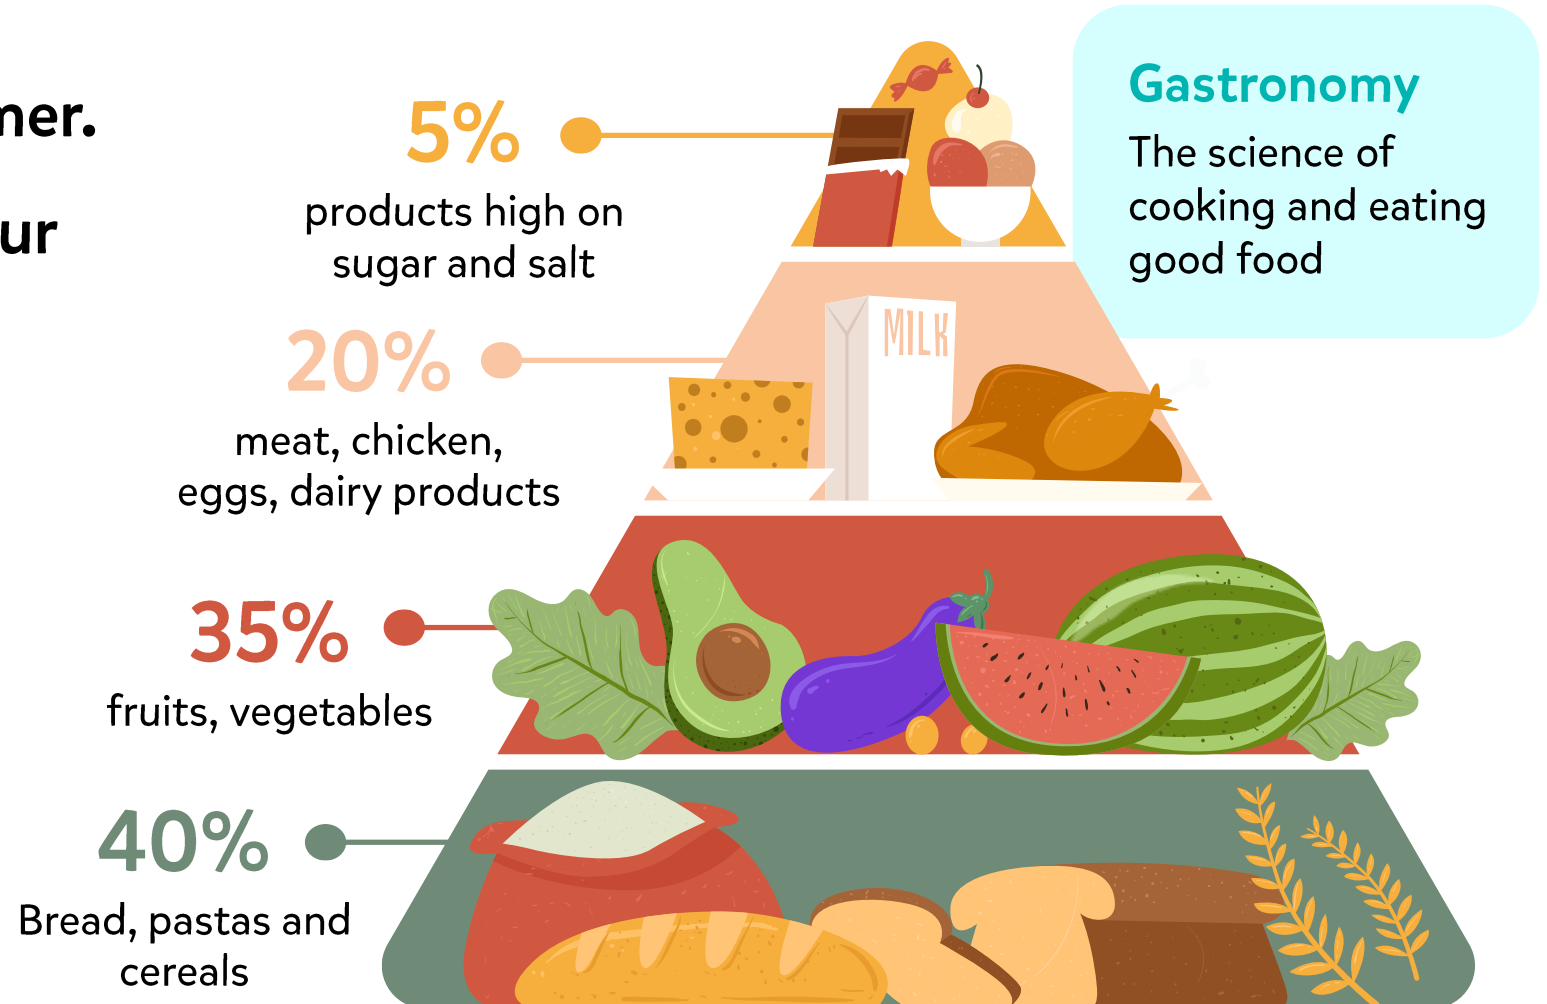 mer.
ur
5%
products high on
sugar and salt
Gastronomy
The science of
cooking and eating
good food
MILK
20%
meat, chicken,
eggs, dairy products
35%
fruits, vegetables
40%
Bread, pastas and
cereals